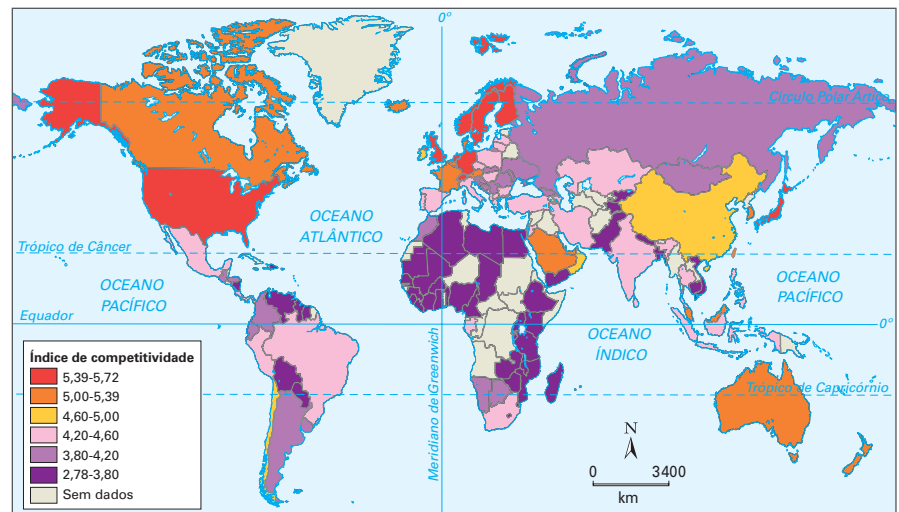 0°
Círculo Polar Ártico
OCEANO
ATLÂNTICO
Trópico de Câncer
OCEANO
PACÍFICO
OCEANO
PACÍFICO
Equador
0°
OCEANO
ÍNDICO
Meridiano de Greenwich
Trópico de Capricórnio
Índice de competitividade
5,39-5,72
5,00-5,39
4,60-5,00
4,20-4,60
3,80-4,20
2,78-3,80
Sem dados
N
0 3400
km